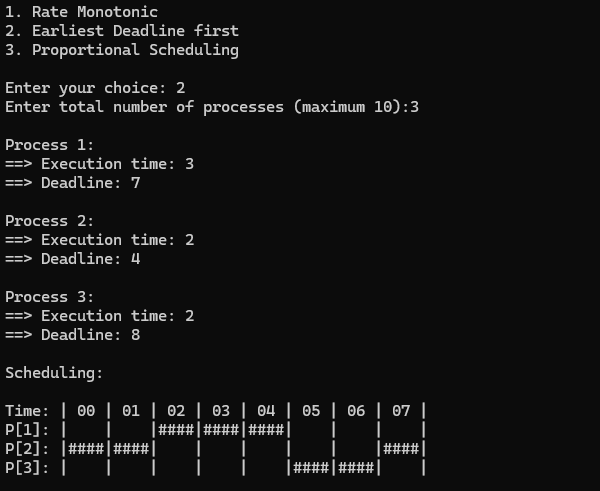 1. Rate Monotonic
2. Earliest Deadline first
3. Proportional Scheduling
Enter your choice: 2
Enter total number of processes (maximum 10):3
Process 1:
==> Execution time: 3
==> Deadline: 7
Process 2:
==> Execution time: 2
==> Deadline: 4
Process 3:
==> Execution time: 2
==> Deadline: 8
Scheduling:
Time: | 00 | 01 | 02 | 03 | 04 | 05 | 06 | 07 |
P[1]: |    |    |####|####|####|    |    |    |
P[2]: |####|####|    |    |    |    |    |####|
P[3]: |    |    |    |    |    |####|####|    |